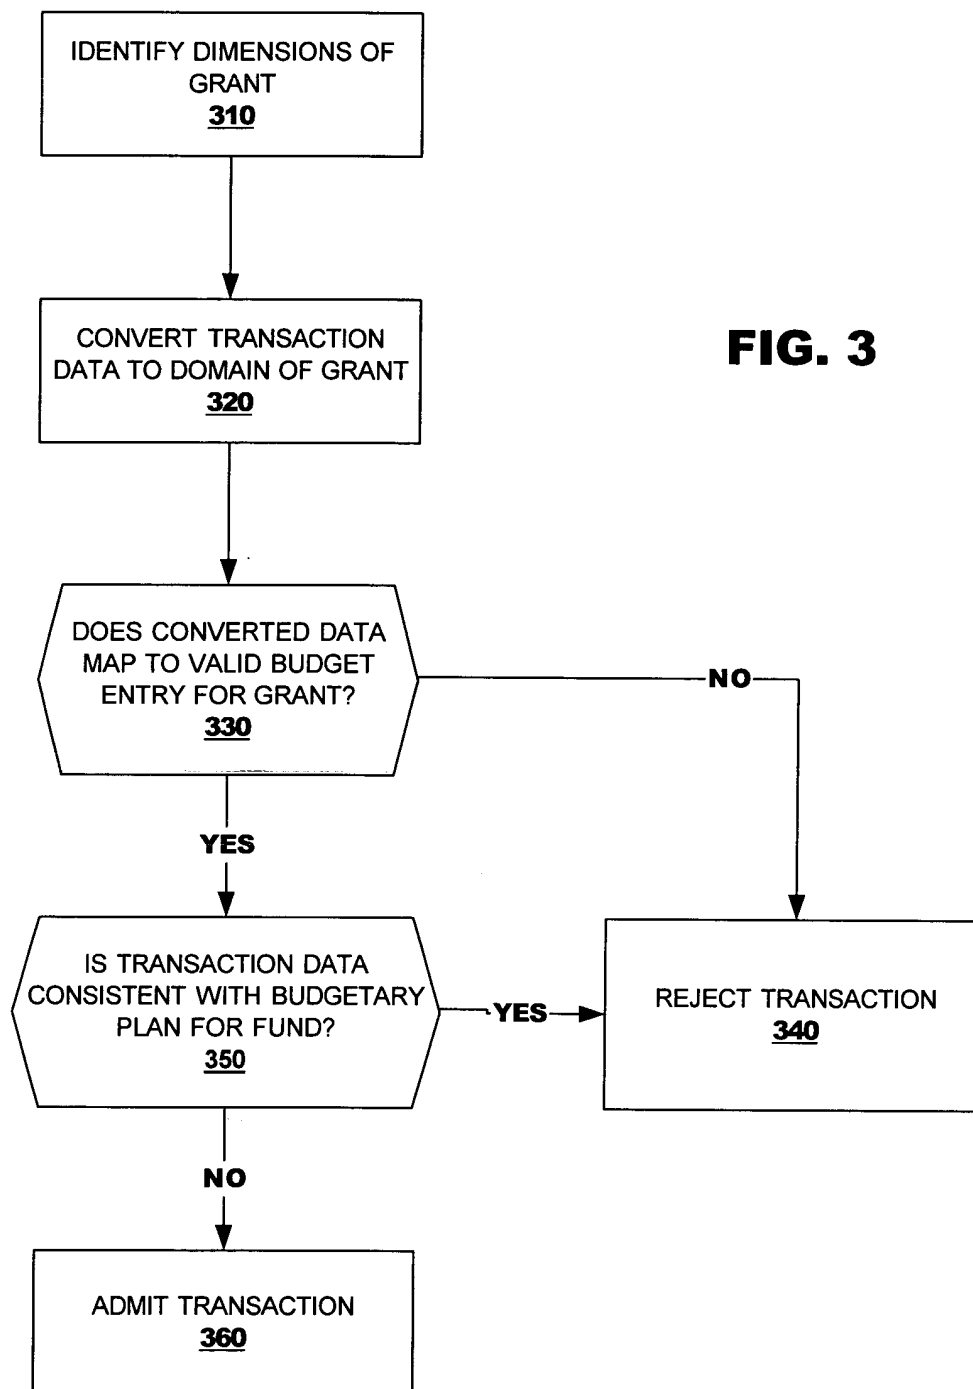 IDENTIFY DIMENSIONS OF
GRANT
310
CONVERT TRANSACTION
DATA TO DOMAIN OF GRANT
320
FIG. 3
DOES CONVERTED DATA
MAP TO VALID BUDGET
ENTRY FOR GRANT?
330
NO
YES
IS TRANSACTION DATA
CONSISTENT WITH BUDGETARY
PLAN FOR FUND?
350
YES
REJECT TRANSACTION
340
NO
ADMIT TRANSACTION
360